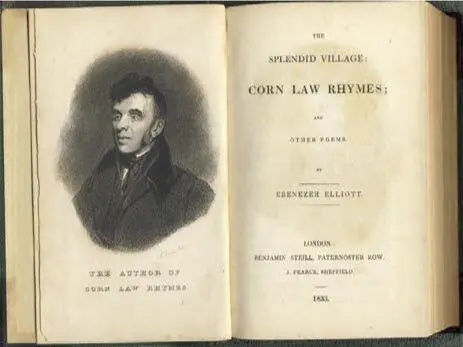 THE AUTHOR OF
CORN LAW RHYMES
THE
SPLENDID VILLAGE:
CORN LAW RHYMES;
AND
OTHER POEMS.
BY
EBENEZER ELLIOTT.
LONDON:
BENJAMIN STEILL, PATERNOSTER ROW.
J. PEARCE, SHEFFIELD.
1833.